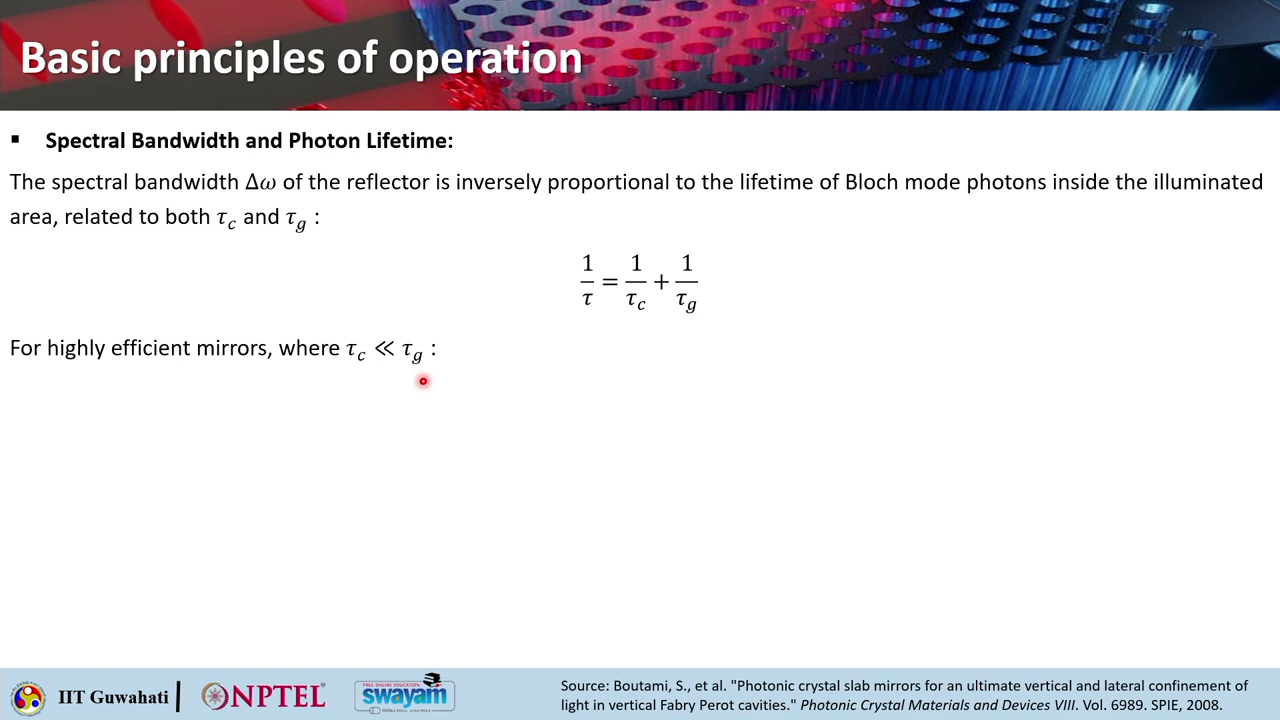 Basic principles of operation
▪ Spectral Bandwidth and Photon Lifetime:
The spectral bandwidth Δω of the reflector is inversely proportional to the lifetime of Bloch mode photons inside the illuminated
area, related to both τ_c and τ_g :
1/τ = 1/τ_c + 1/τ_g
For highly efficient mirrors, where τ_c ≪ τ_g :
IIT Guwahati
NPTEL
FREE ONLINE EDUCATION
swayam
Source: Boutami, S., et al. "Photonic crystal slab mirrors for an ultimate vertical and lateral confinement of
light in vertical Fabry Perot cavities." Photonic Crystal Materials and Devices VIII. Vol. 6989. SPIE, 2008.